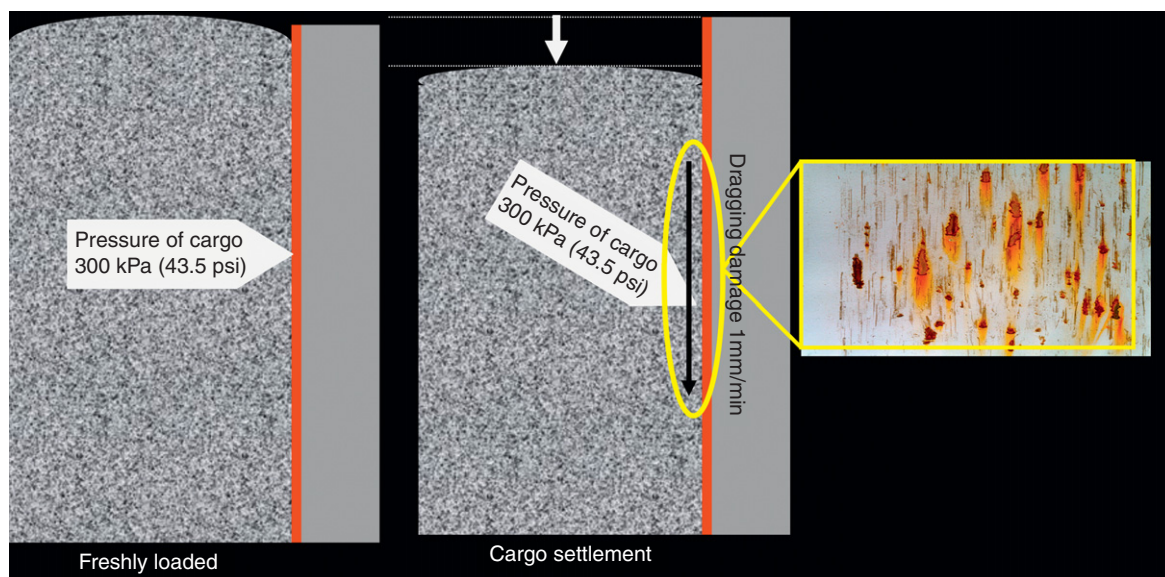 Pressure of cargo
300 kPa (43.5 psi)
Freshly loaded
Pressure of cargo
300 kPa (43.5 psi)
Dragging damage 1mm/min
Cargo settlement